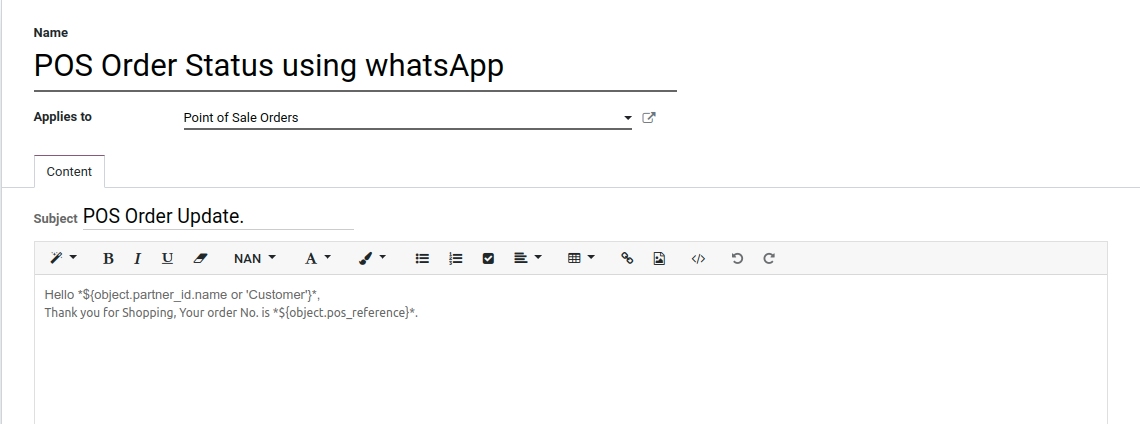 Name
POS Order Status using whatsApp
Applies to Point of Sale Orders
Content
Subject POS Order Update.
B I U NAN A </>
Hello *${object.partner_id.name or 'Customer'}*,
Thank you for Shopping, Your order No. is *${object.pos_reference}*.